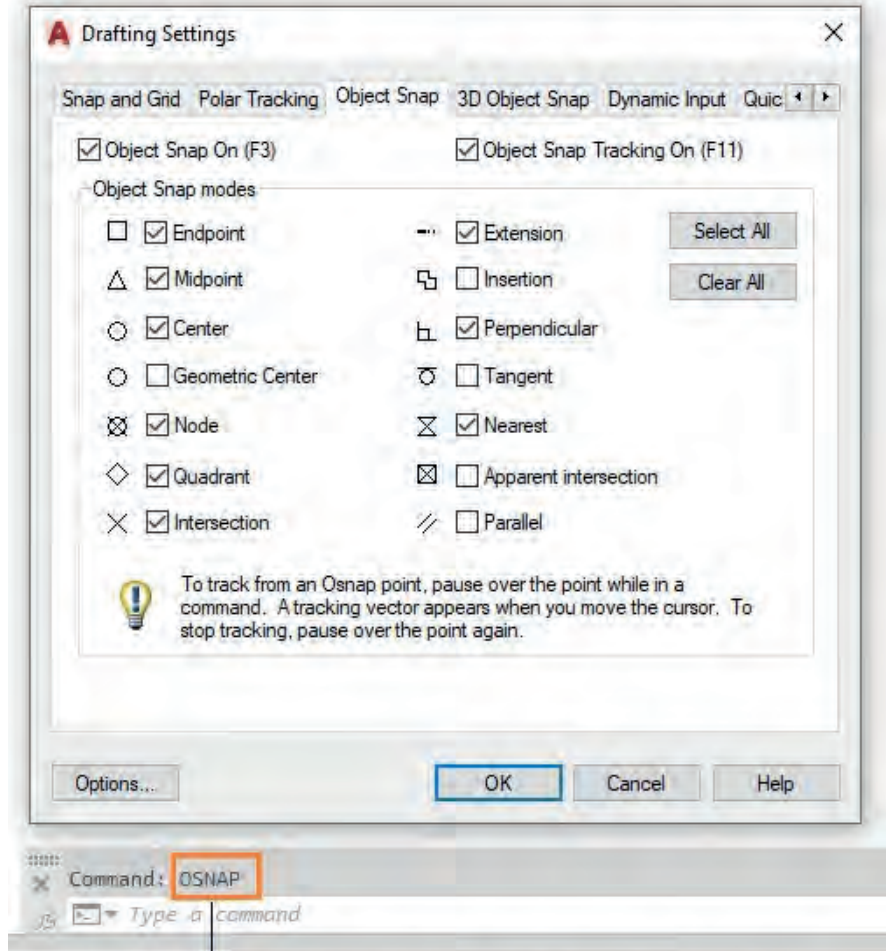 Drafting Settings
Snap and Grid Polar Tracking Object Snap 3D Object Snap Dynamic Input Quic
Object Snap On (F3) Object Snap Tracking On (F11)
Object Snap modes
Endpoint Extension Select All
Midpoint Insertion Clear All
Center Perpendicular
Geometric Center Tangent
Node Nearest
Quadrant Apparent intersection
Intersection Parallel
To track from an Osnap point, pause over the point while in a
command. A tracking vector appears when you move the cursor. To
stop tracking, pause over the point again.
Options... OK Cancel Help
Command: OSNAP
Type a command